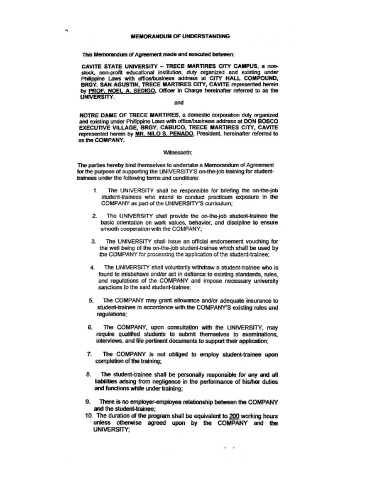 MEMORANDUM OF UNDERSTANDING
This Memorandum of Agreement made and executed between:
CAVITE STATE UNIVERSITY – TRECE MARTIRES CITY CAMPUS, a non-
stock, non-profit educational institution, duly organized and existing under
Philippine Laws with office/business address at CITY HALL COMPOUND,
BRGY. SAN AGUSTIN, TRECE MARTIRES CITY, CAVITE represented herein
by PROF. NOEL A. SEDIGO, Officer in Charge hereinafter referred to as the
UNIVERSITY.
and
NOTRE DAME OF TRECE MARTIRES, a domestic corporation duly organized
and existing under Philippine Laws with office/business address at DON BOSCO
EXECUTIVE VILLAGE, BRGY. CABUCO, TRECE MARTIRES CITY, CAVITE
represented herein by MR. NILO S. PENADO, President, hereinafter referred to
as the COMPANY.
Witnesseth:
The parties hereby bind themselves to undertake a Memorandum of Agreement
for the purpose of supporting the UNIVERSITY'S on-the-job training for student-
trainees under the following terms and conditions:
1. The UNIVERSITY shall be responsible for briefing the on-the-job
student-trainees who intend to conduct practicum exposure in the
COMPANY as part of the UNIVERSITY'S curriculum;
2. The UNIVERSITY shall provide the on-the-job student-trainee the
basic orientation on work values, behavior, and discipline to ensure
smooth cooperation with the COMPANY;
3. The UNIVERSITY shall issue an official endorsement vouching for
the well being of the on-the-job student-trainee which shall be used by
the COMPANY for processing the application of the student-trainee;
4. The UNIVERSITY shall voluntarily withdraw a student-trainee who is
found to misbehave and/or act in defiance to existing standards, rules,
and regulations of the COMPANY and impose necessary university
sanctions to the said student-trainee;
5. The COMPANY may grant allowance and/or adequate insurance to
student-trainee in accordance with the COMPANY'S existing rules and
regulations;
6. The COMPANY, upon consultation with the UNIVERSITY, may
require qualified students to submit themselves to examinations,
interviews, and file pertinent documents to support their application;
7. The COMPANY is not obliged to employ student-trainee upon
completion of the training;
8. The student-trainee shall be personally responsible for any and all
liabilities arising from negligence in the performance of his/her duties
and functions while under training;
9. There is no employer-employee relationship between the COMPANY
and the student-trainee;
10. The duration of the program shall be equivalent to 200 working hours
unless otherwise agreed upon by the COMPANY and the
UNIVERSITY;